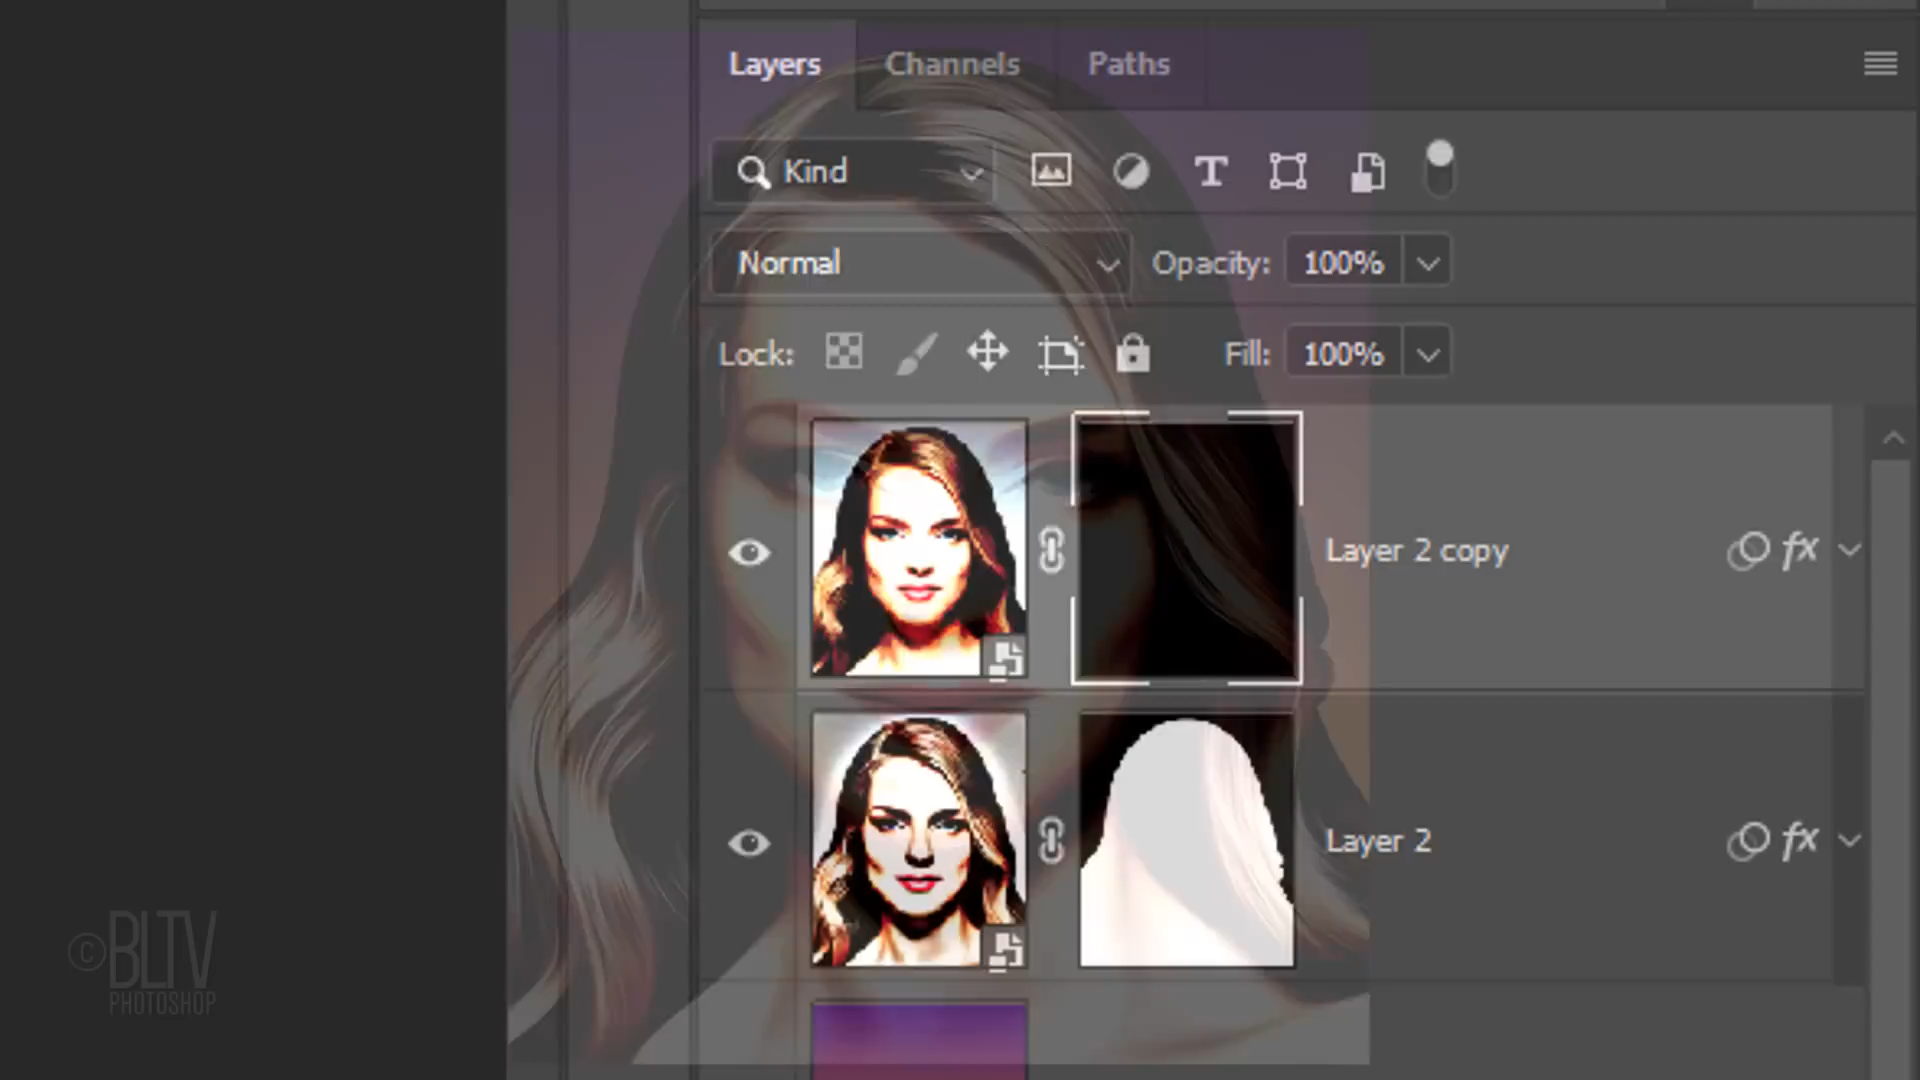 Layers Channels Paths
Kind
Normal Opacity: 100%
Lock: Fill: 100%
Layer 2 copy fx
Layer 2 fx
©BLTV
PHOTOSHOP